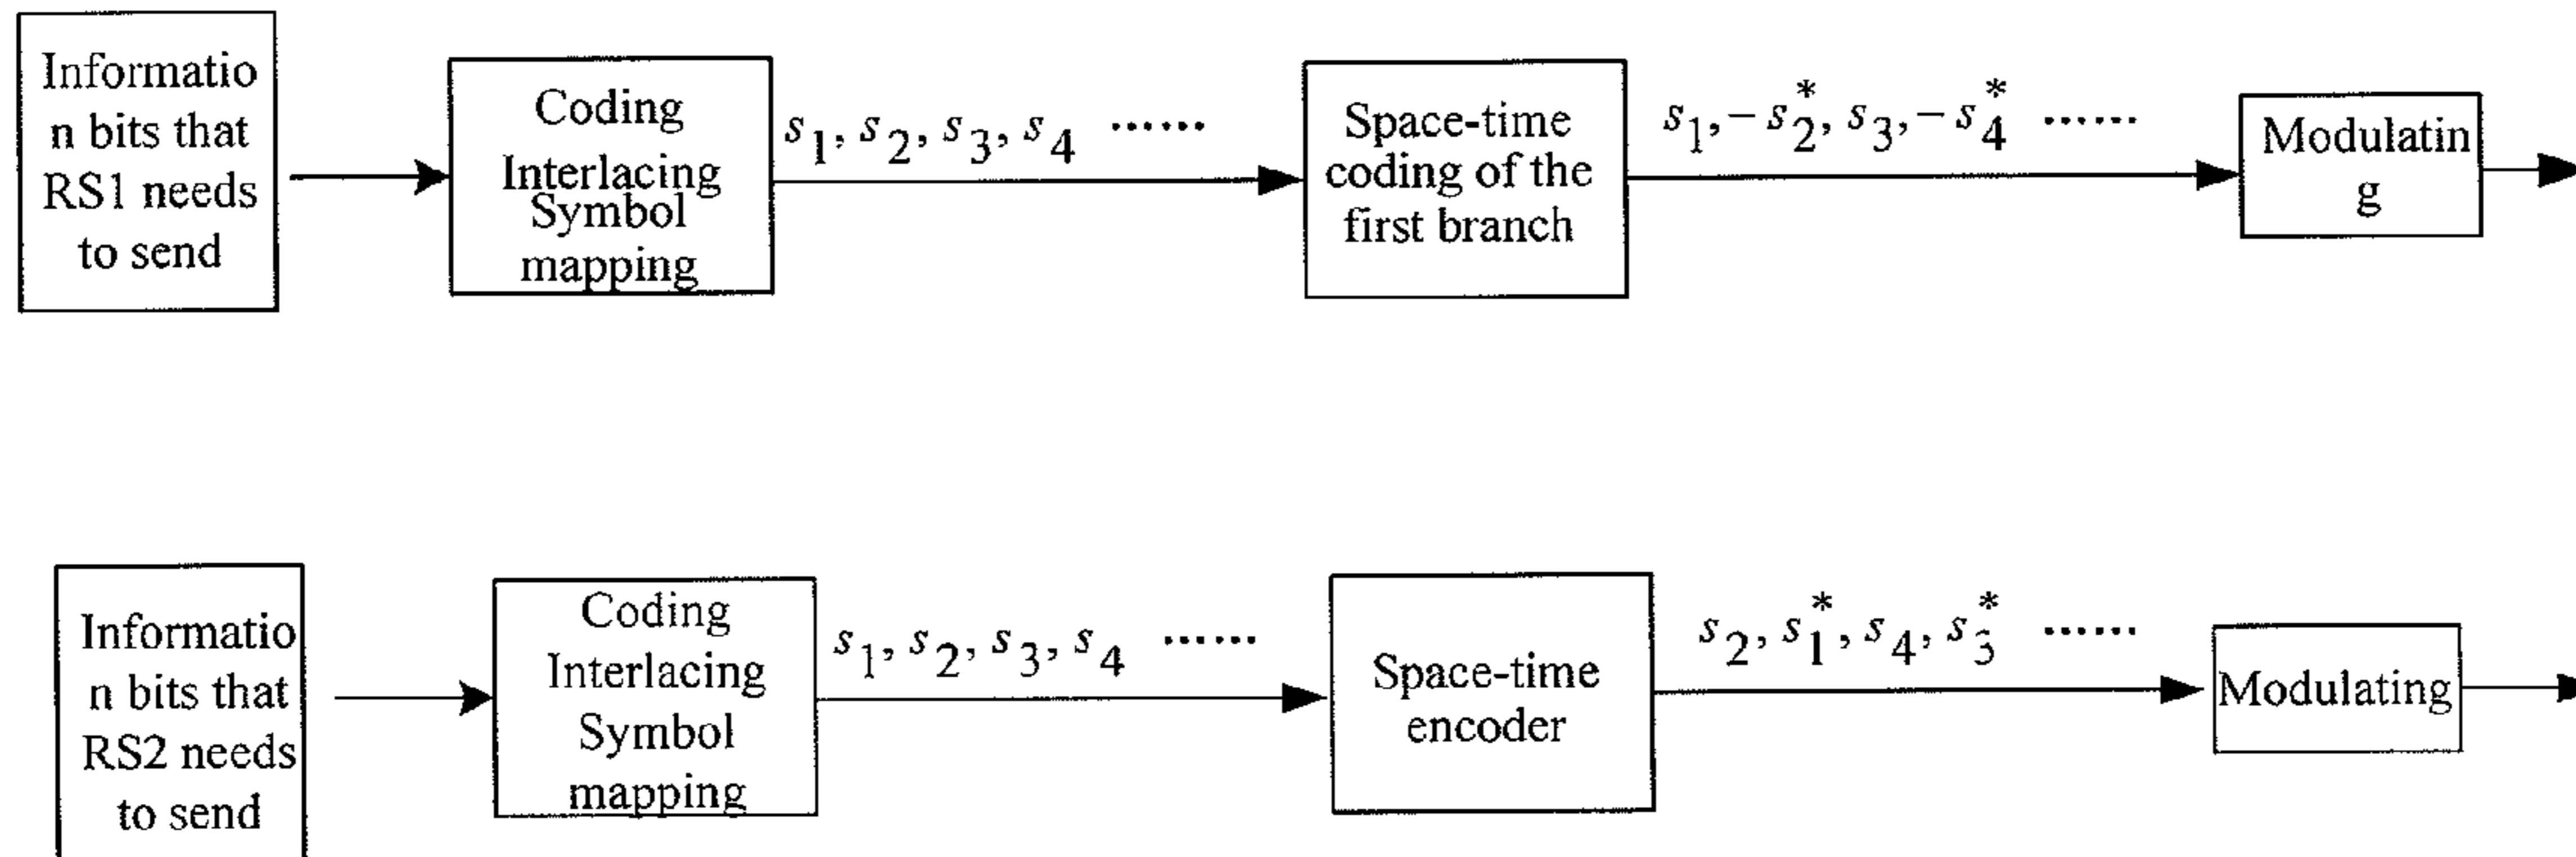 Informatio
n bits that
RS1 needs
to send
Coding
Interlacing
Symbol
mapping
s1, s2, s3, s4 ……
Space-time
coding of the
first branch
s1, −s2*, s3, −s4* ……
Modulatin
g
Informatio
n bits that
RS2 needs
to send
Coding
Interlacing
Symbol
mapping
s1, s2, s3, s4 ……
Space-time
encoder
s2, s1*, s4, s3* ……
Modulating